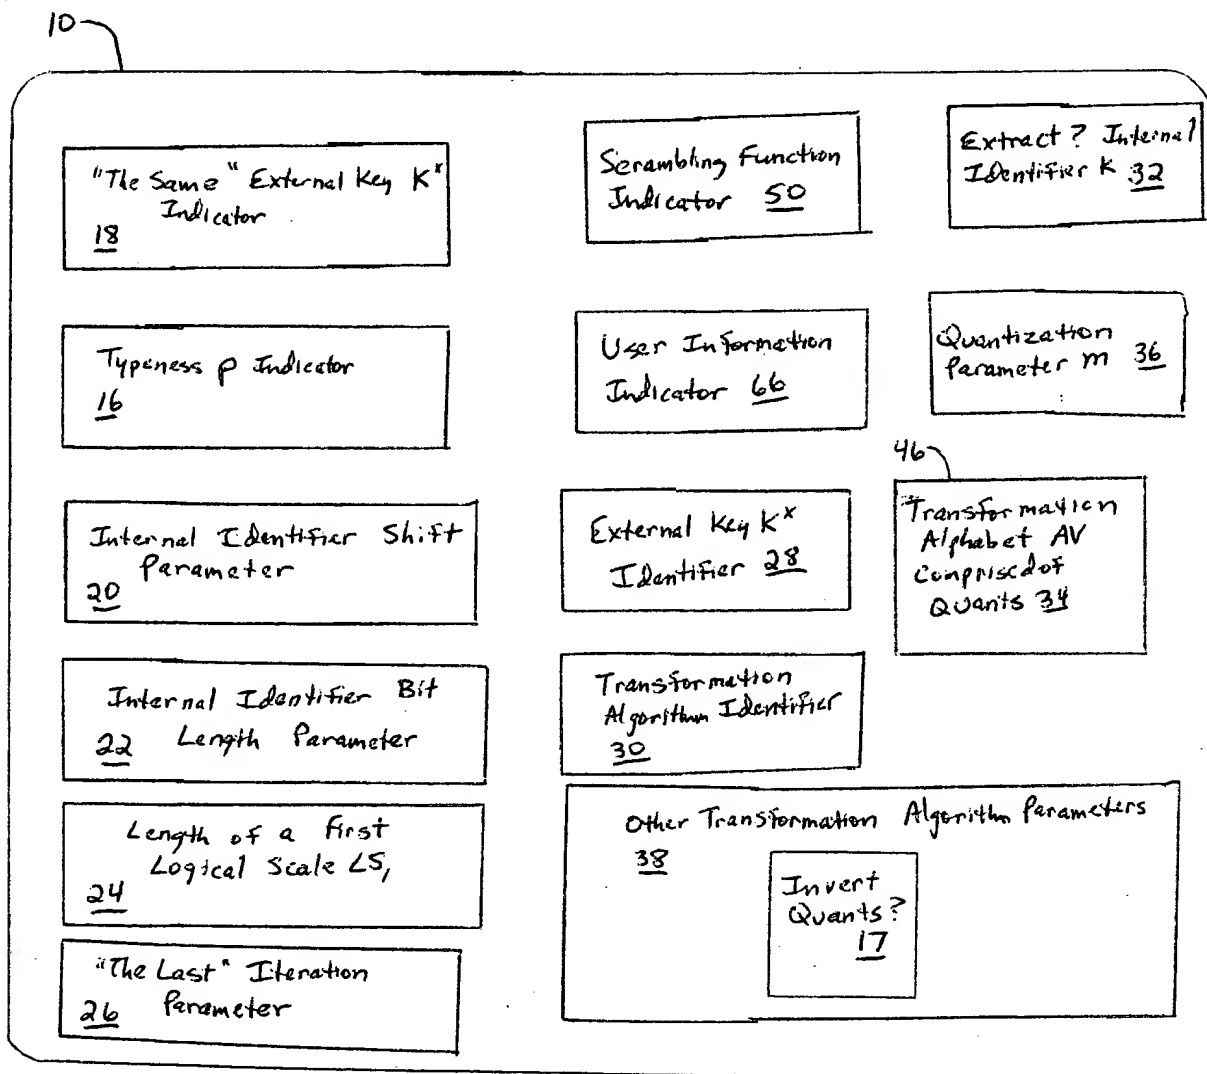 10
"The Same" External Key K^x
Indicator
18
Typeness p Indicator
16
Internal Identifier Shift
Parameter
20
Internal Identifier Bit
22 Length Parameter
Length of a First
Logical Scale LS,
24
"The Last" Iteration
26 Parameter
Scrambling Function
Indicator 50
User Information
Indicator 66
External Key K^x
Identifier 28
Transformation
Algorithm Identifier
30
Extract? Internal
Identifier K 32
Quantization
Parameter m 36
46
Transformation
Alphabet AV
Comprised of
Quants 34
Other Transformation Algorithm Parameters
38
Invert
Quants?
17